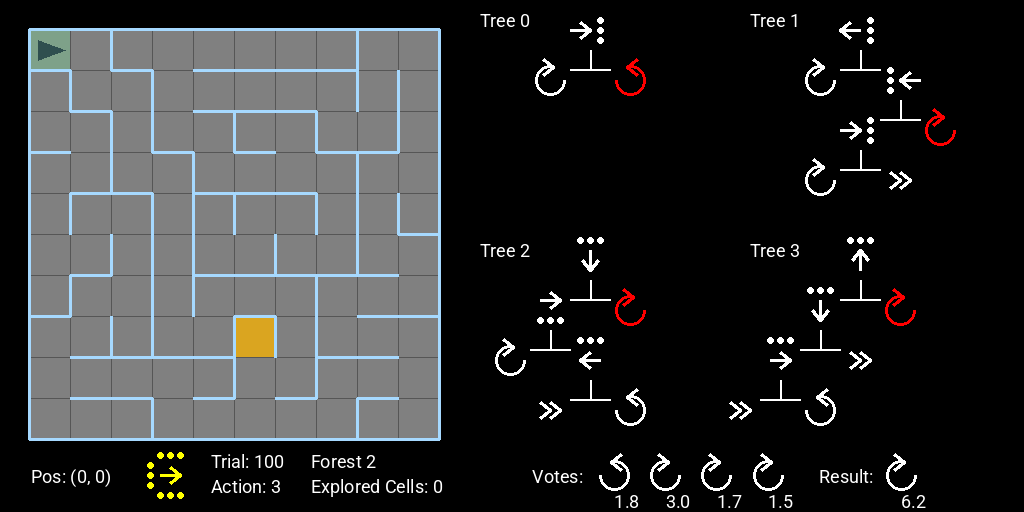 Tree 0
Tree 1
Tree 2
Tree 3
Pos: (0, 0)
Trial: 100
Forest 2
Action: 3
Explored Cells: 0
Votes:
1.8
3.0
1.7
1.5
Result:
6.2